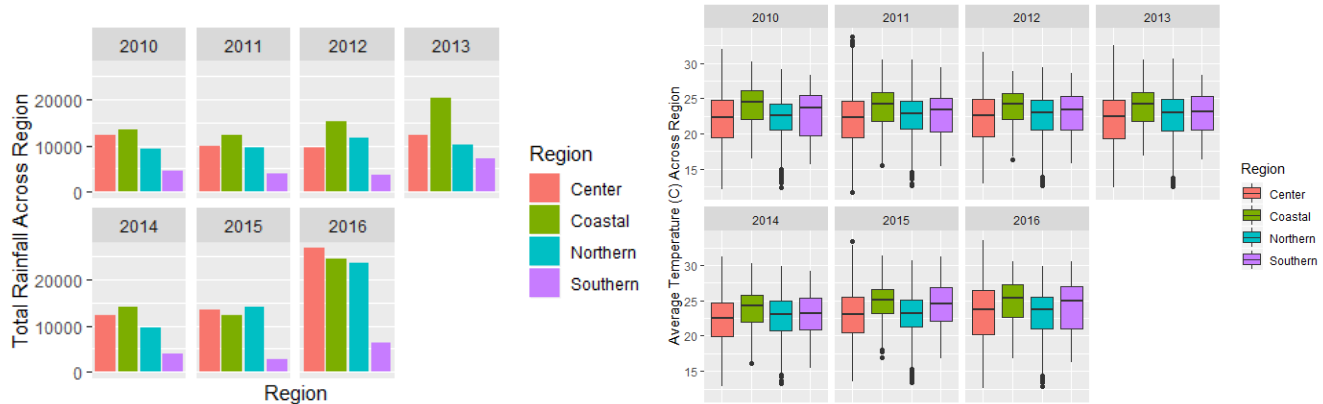 2010 2011 2012 2013
20000
10000
0
2014 2015 2016
20000
10000
0
Total Rainfall Across Region
Region
Region
Center
Coastal
Northern
Southern
2010 2011 2012 2013
30
25
20
15
2014 2015 2016
30
25
20
15
Average Temperature (C) Across Region
Region
Center
Coastal
Northern
Southern